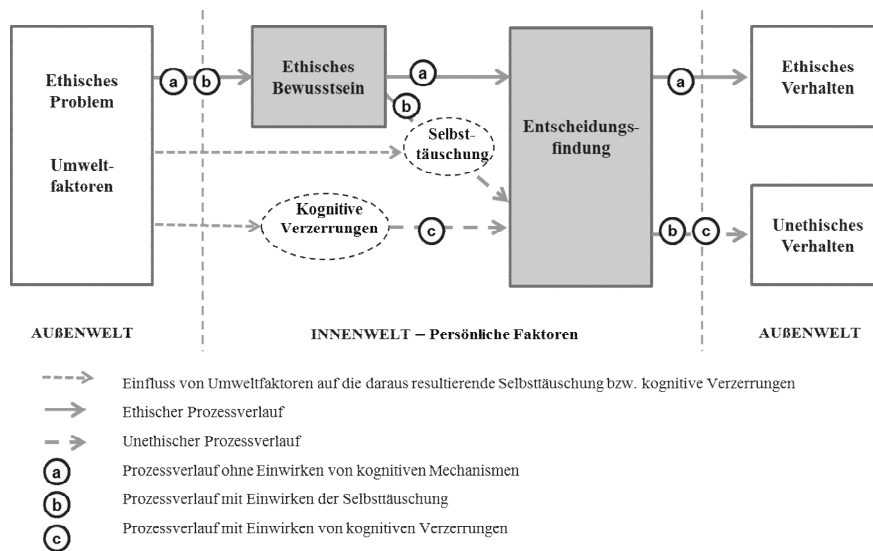 Ethisches
Problem
Umwelt-
faktoren
a
b
Ethisches
Bewusstsein
a
b
Selbst-
täuschung
Kognitive
Verzerrungen
c
Entscheidungs-
findung
a
b
c
Ethisches
Verhalten
Unethisches
Verhalten
AUßENWELT
INNENWELT – Persönliche Faktoren
AUßENWELT
Einfluss von Umweltfaktoren auf die daraus resultierende Selbsttäuschung bzw. kognitive Verzerrungen
Ethischer Prozessverlauf
Unethischer Prozessverlauf
a Prozessverlauf ohne Einwirken von kognitiven Mechanismen
b Prozessverlauf mit Einwirken der Selbsttäuschung
c Prozessverlauf mit Einwirken von kognitiven Verzerrungen